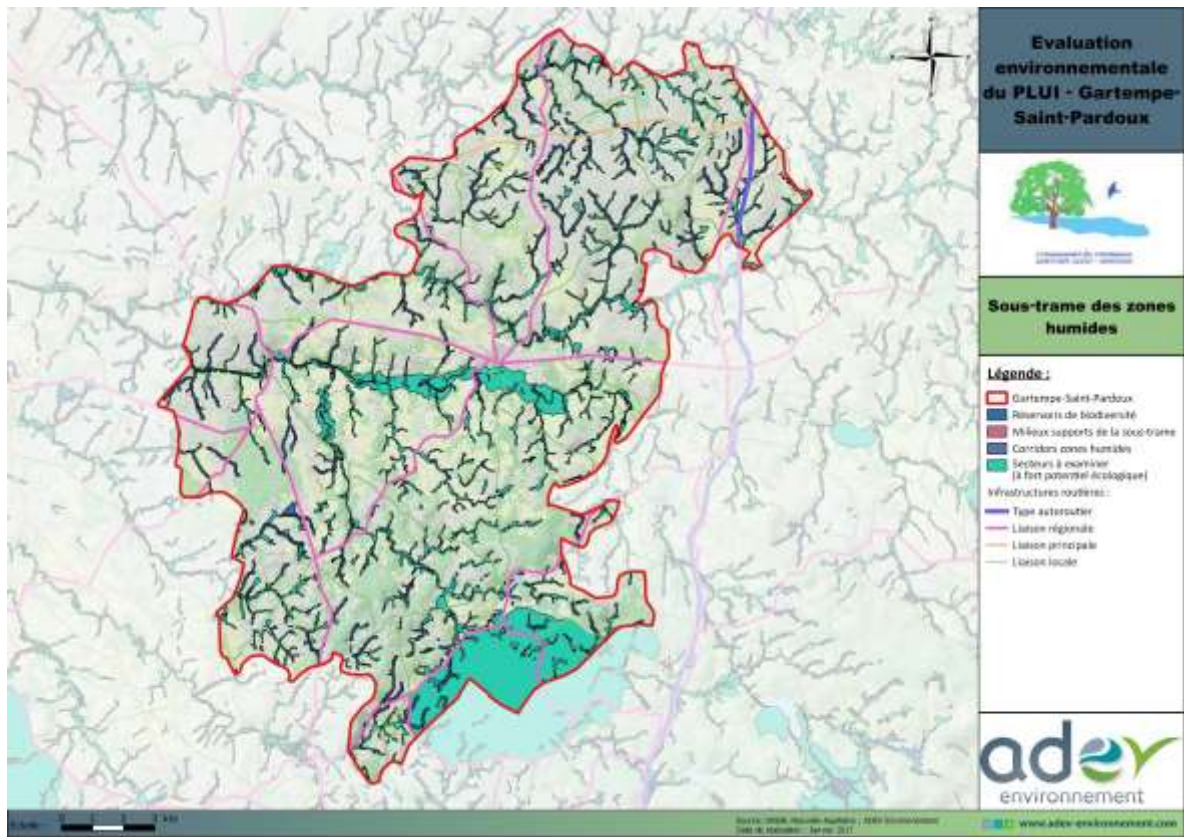 Evaluation
environnementale
du PLUI - Gartempe-
Saint-Pardoux
Sous-trame des zones
humides
Légende :
Gartempe-Saint-Pardoux
Réservoirs de biodiversité
Milieux supports de la sous-trame
Corridors zones humides
Secteurs à examiner
(à fort potentiel écologique)
Infrastructures routières :
Type autoroutier
Liaison régionale
Liaison principale
Liaison locale
adev
environnement
www.adev-environnement.com